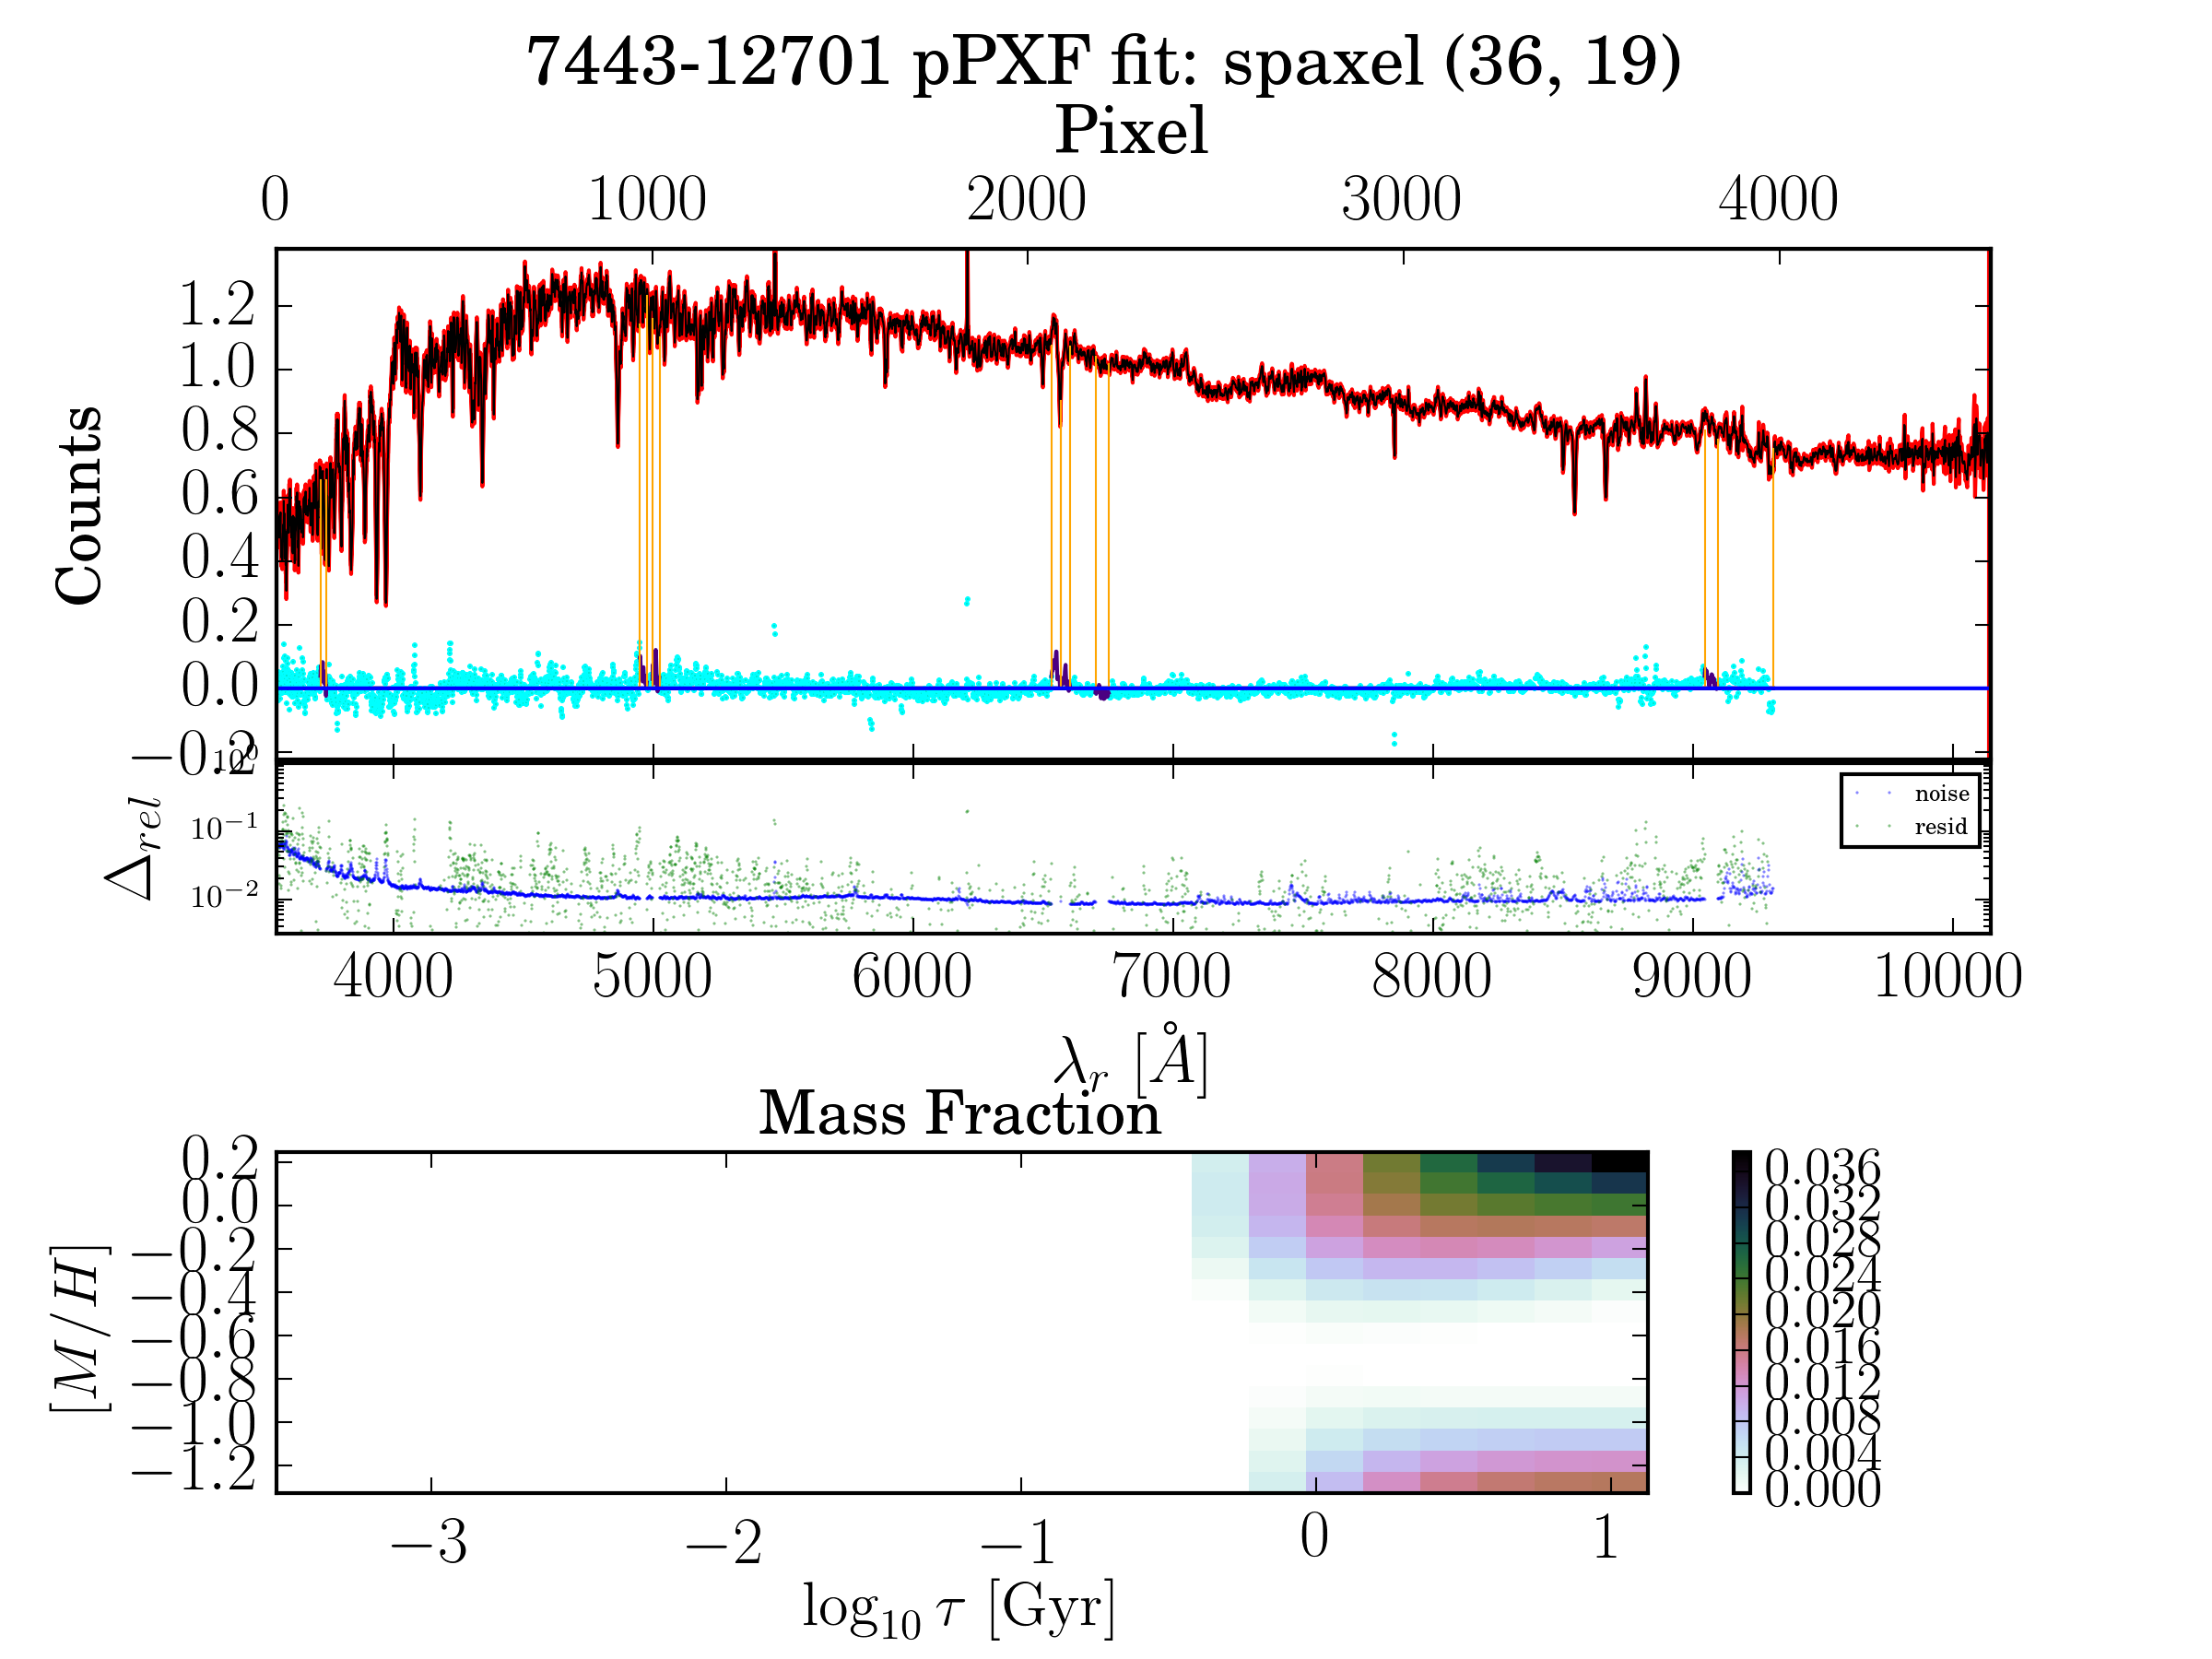 7443-12701 pPXF fit: spaxel (36, 19)
Pixel
0 1000 2000 3000 4000
Counts
1.2
1.0
0.8
0.6
0.4
0.2
0.0
−0.2
10⁰
10⁻¹
10⁻²
Δrel
noise
resid
4000 5000 6000 7000 8000 9000 10000
λr [Å]
Mass Fraction
[M/H]
0.2
0.0
−0.2
−0.4
−0.6
−0.8
−1.0
−1.2
0.036
0.032
0.028
0.024
0.020
0.016
0.012
0.008
0.004
0.000
−3 −2 −1 0 1
log₁₀ τ [Gyr]